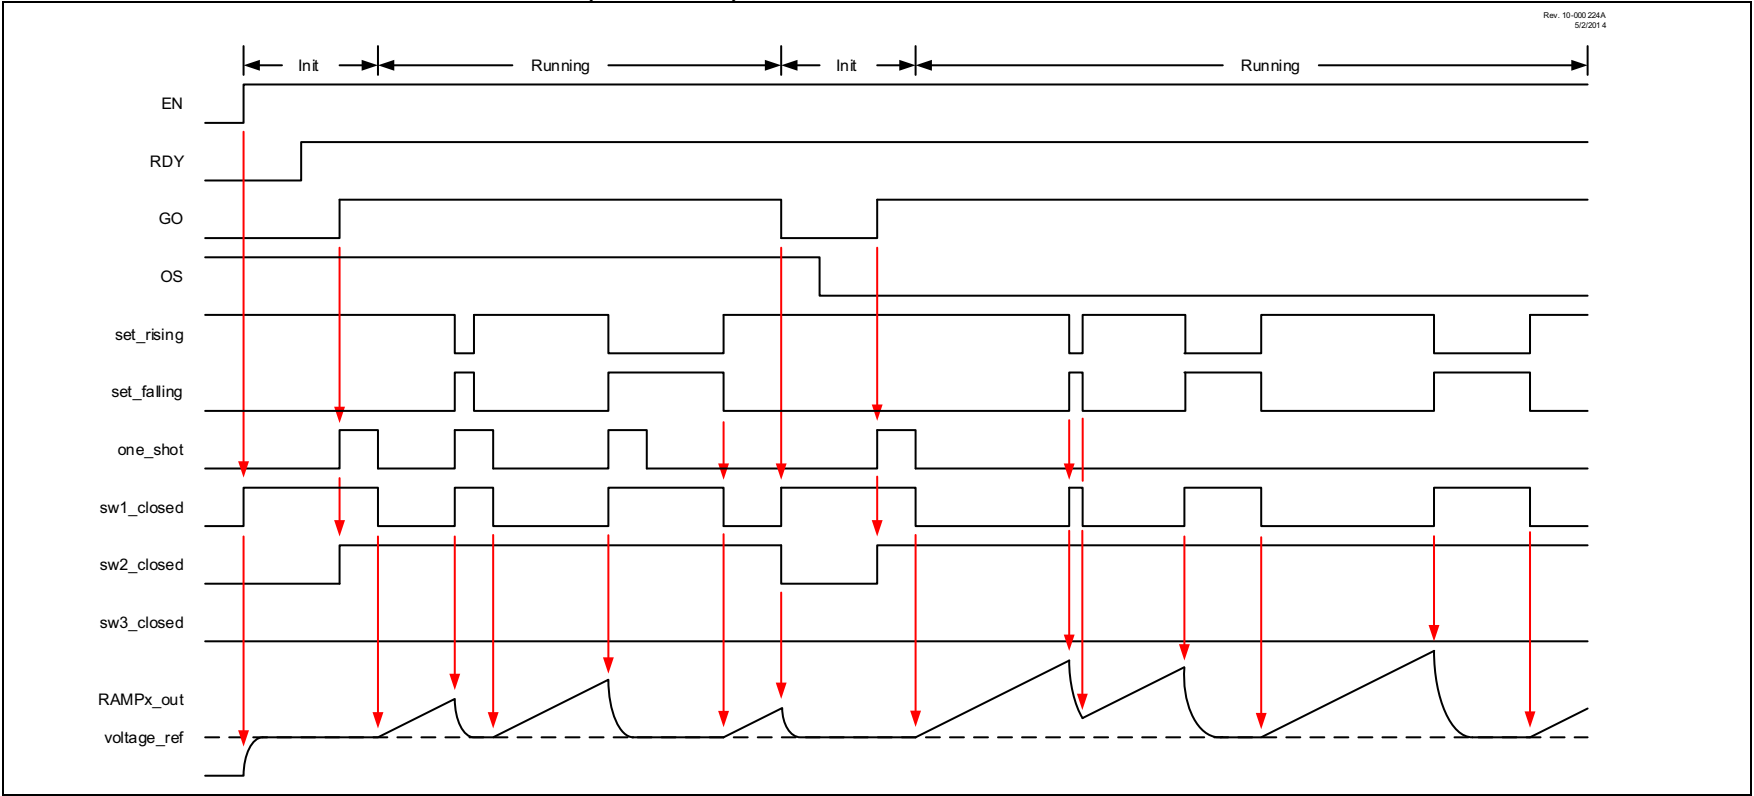 Rev. 10-000 224A
5/2/2014
Init Running Init Running
EN
RDY
GO
OS
set_rising
set_falling
one_shot
sw1_closed
sw2_closed
sw3_closed
RAMPx_out
voltage_ref